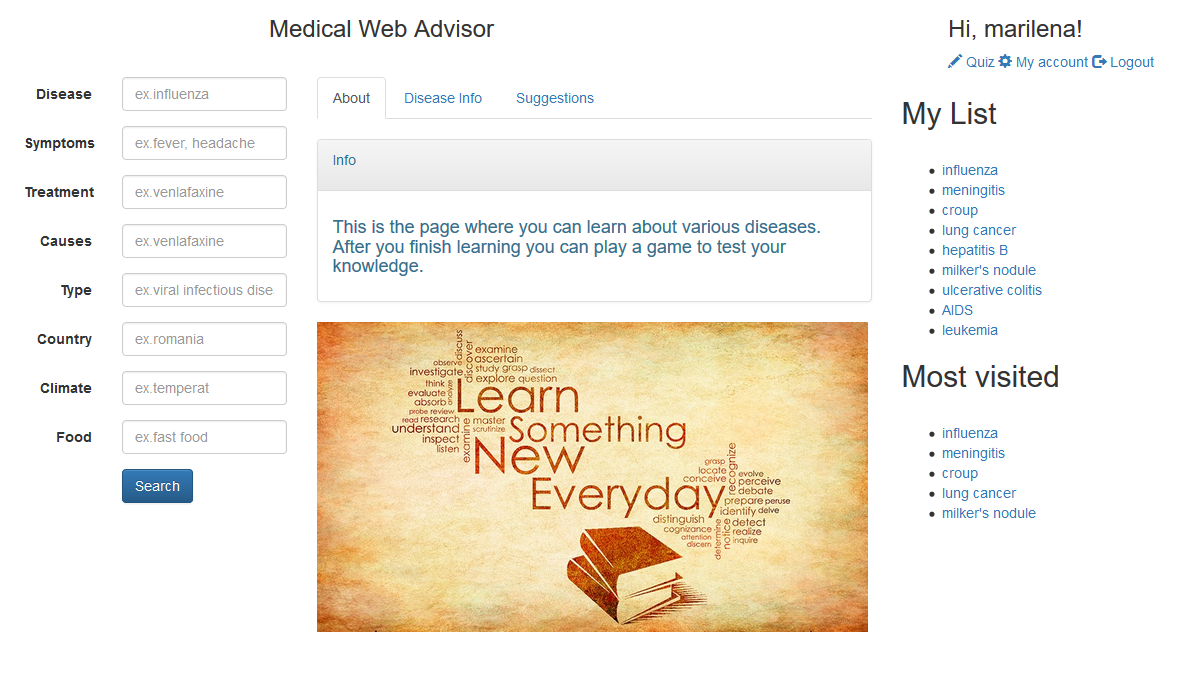 Medical Web Advisor
Hi, marilena!
Quiz My account Logout
Disease ex.influenza
Symptoms ex.fever, headache
Treatment ex.venlafaxine
Causes ex.venlafaxine
Type ex.viral infectious dise
Country ex.romania
Climate ex.temperat
Food ex.fast food
Search
About Disease Info Suggestions
Info
This is the page where you can learn about various diseases.
After you finish learning you can play a game to test your
knowledge.
discuss
discover
examine
ascertain
observe
study grasp dissect
investigate
explore question
think
analyze
evaluate
absorb
probe review
read research
understand
inspect
listen
examine
master
scrutinize
Learn
Something
New
Everyday
grasp
locate
conceive
recognize
evolve
perceive
debate
prepare peruse
identify delve
distinguish
cognizance
attention
discern
determine
notice
detect
realize
inquire
My List
influenza
meningitis
croup
lung cancer
hepatitis B
milker's nodule
ulcerative colitis
AIDS
leukemia
Most visited
influenza
meningitis
croup
lung cancer
milker's nodule